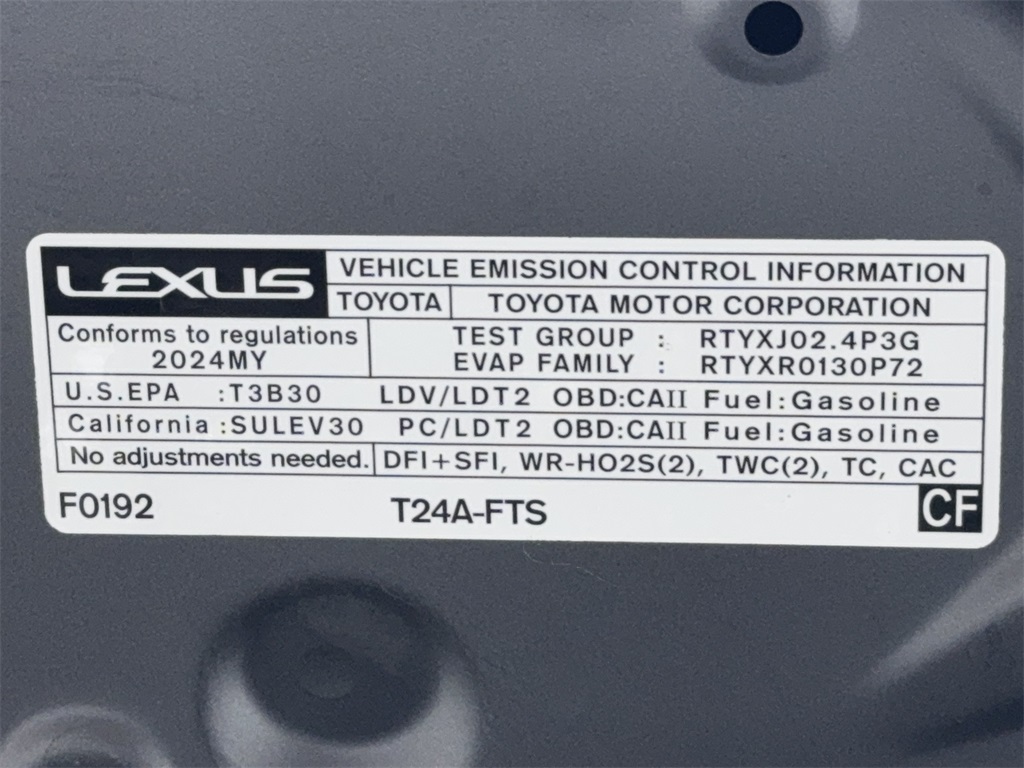 LEXUS VEHICLE EMISSION CONTROL INFORMATION
TOYOTA TOYOTA MOTOR CORPORATION
Conforms to regulations
2024MY
TEST GROUP : RTYXJ02.4P3G
EVAP FAMILY : RTYXR0130P72
U.S.EPA :T3B30 LDV/LDT2 OBD:CAII Fuel:Gasoline
California:SULEV30 PC/LDT2 OBD:CAII Fuel:Gasoline
No adjustments needed. DFI+SFI, WR-HO2S(2), TWC(2), TC, CAC
F0192 T24A-FTS CF